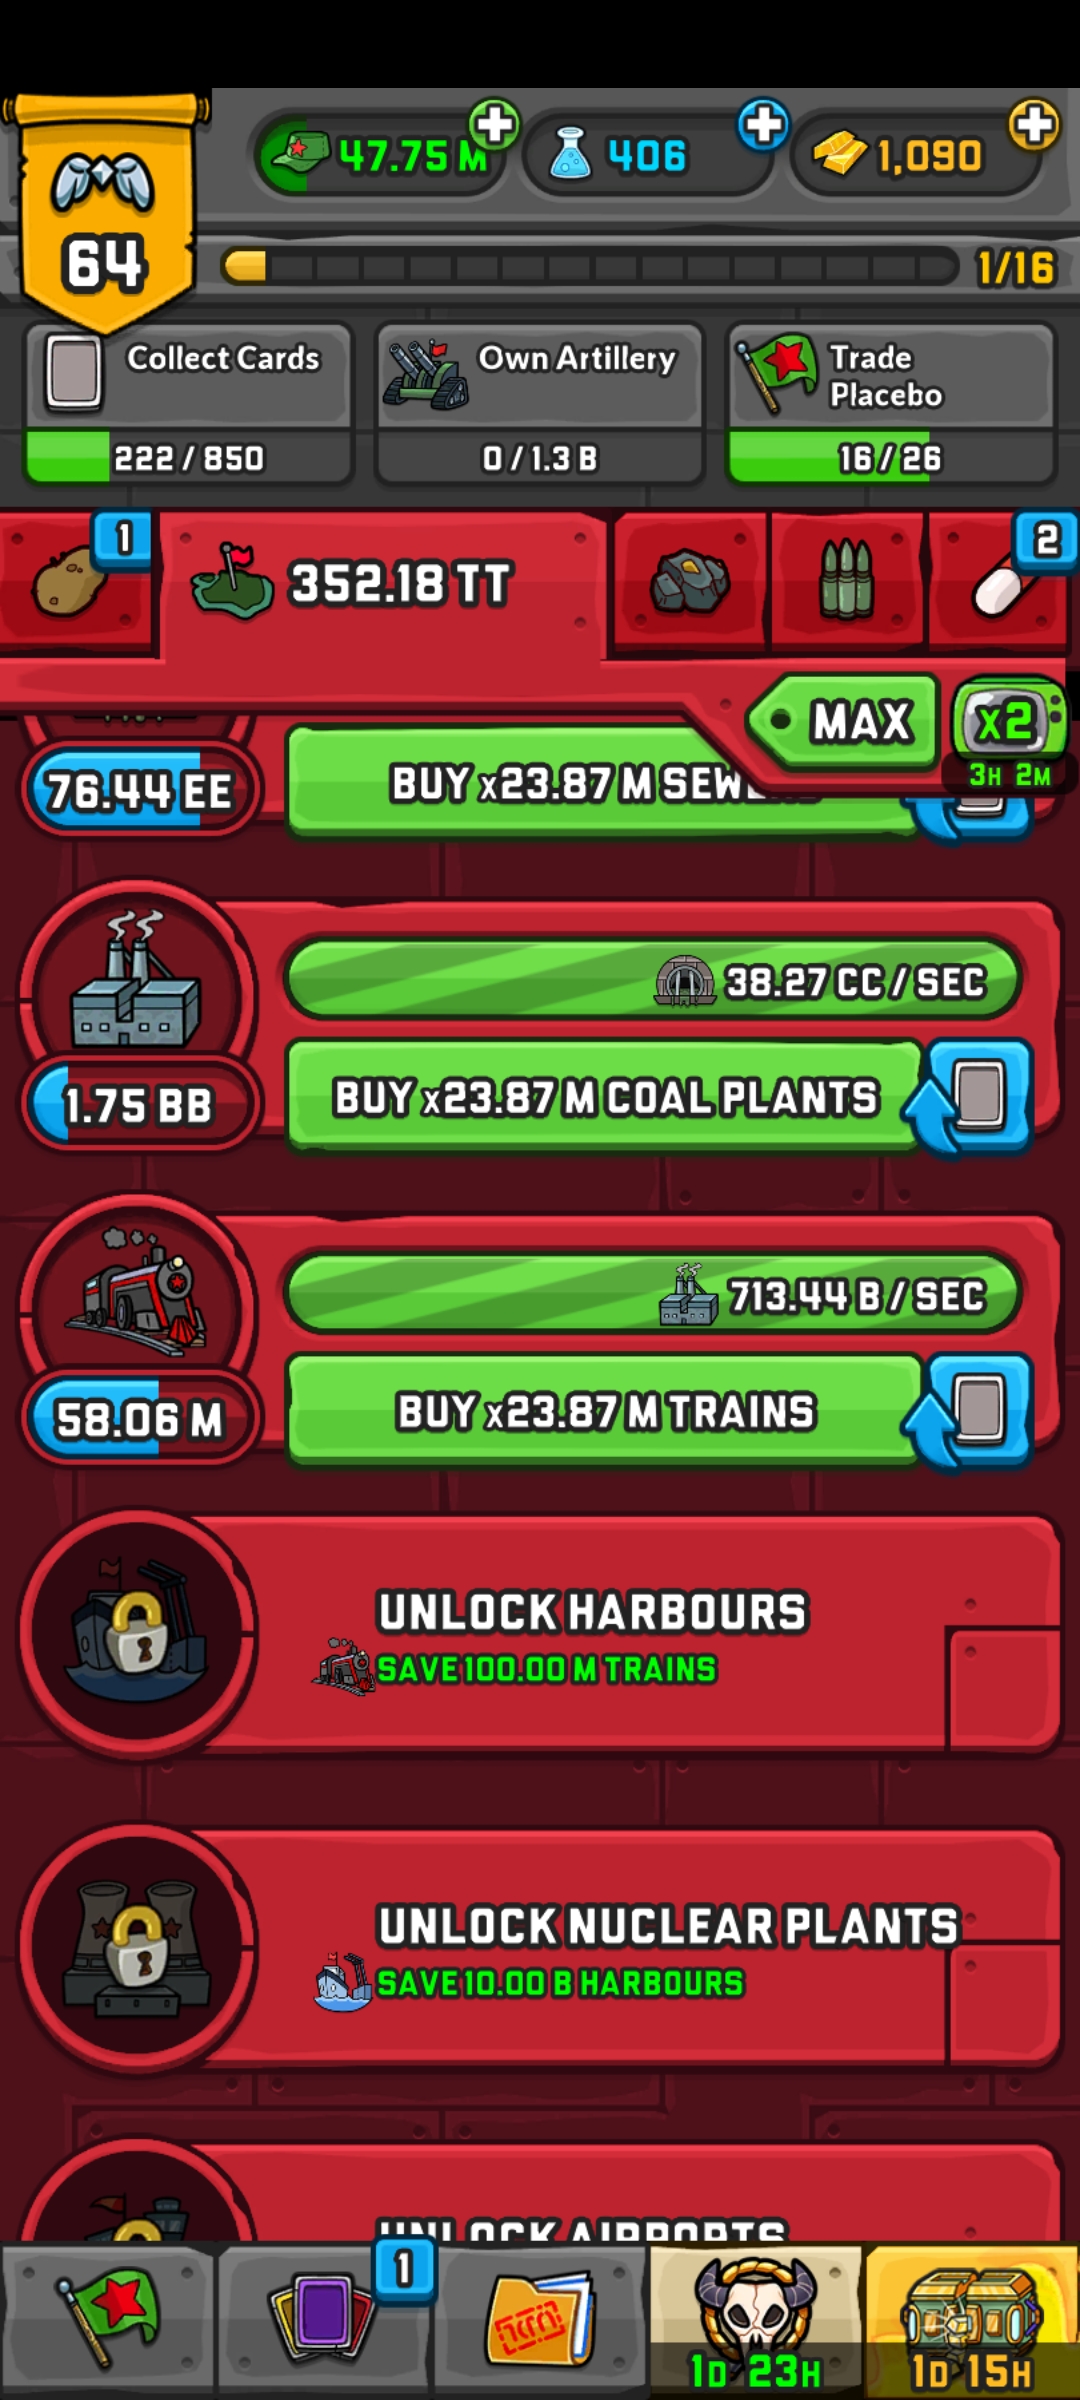 47.75 M
406
1,090
64
1/16
Collect Cards
222 / 850
Own Artillery
0 / 1.3 B
Trade
Placebo
16 / 26
1
352.18 TT
2
MAX
x2
3H 2M
76.44 EE
BUY x23.87 M
38.27 CC / SEC
1.75 BB
BUY x23.87 M COAL PLANTS
713.44 B / SEC
58.06 M
BUY x23.87 M TRAINS
UNLOCK HARBOURS
SAVE 100.00 M TRAINS
UNLOCK NUCLEAR PLANTS
SAVE 10.00 B HARBOURS
UNLOCK AIRPORTS
1
1D 23H
1D 15H